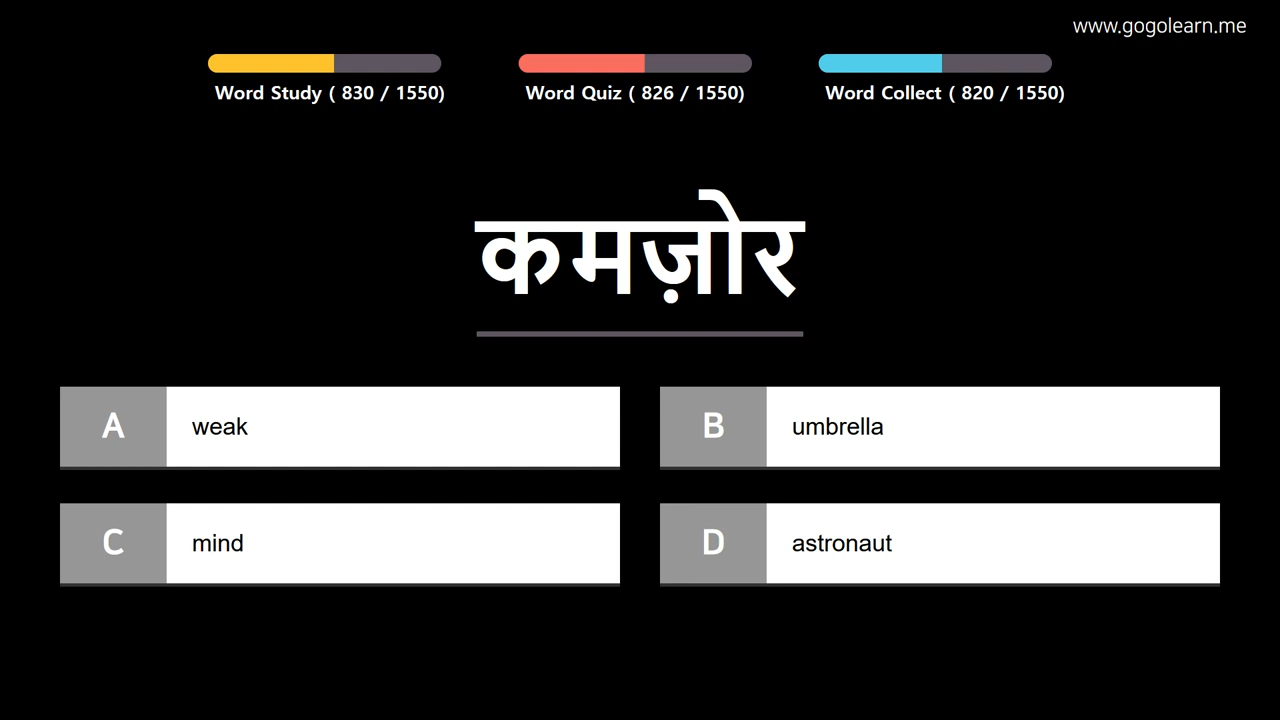 www.gogolearn.me
Word Study ( 830 / 1550)
Word Quiz ( 826 / 1550)
Word Collect ( 820 / 1550)
कमज़ोर
A weak
B umbrella
C mind
D astronaut